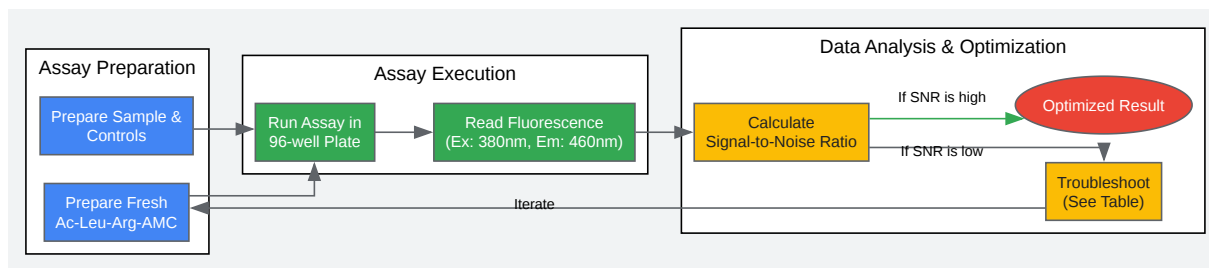 Assay Preparation
Prepare Sample &
Controls
Prepare Fresh
Ac-Leu-Arg-AMC
Assay Execution
Run Assay in
96-well Plate
Read Fluorescence
(Ex: 380nm, Em: 460nm)
Data Analysis & Optimization
Calculate
Signal-to-Noise Ratio
If SNR is high
Optimized Result
If SNR is low
Troubleshoot
(See Table)
Iterate